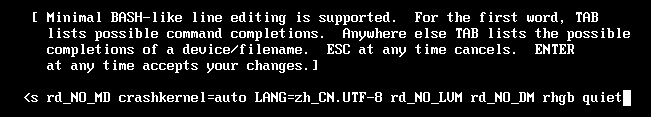 [ Minimal BASH-like line editing is supported.  For the first word, TAB
lists possible command completions.  Anywhere else TAB lists the possible
completions of a device/filename.  ESC at any time cancels.  ENTER
at any time accepts your changes.]
<s rd_NO_MD crashkernel=auto LANG=zh_CN.UTF-8 rd_NO_LVM rd_NO_DM rhgb quiet